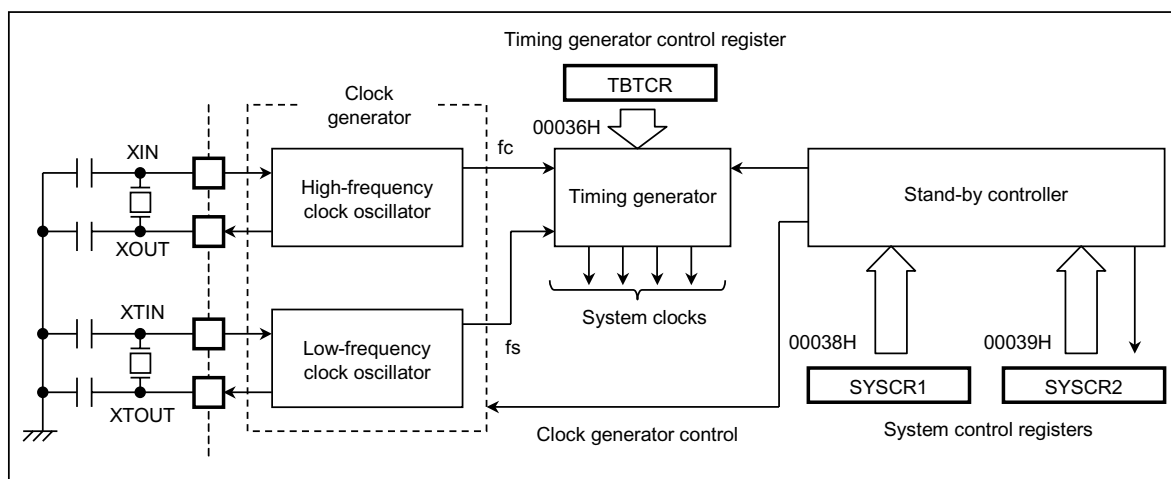 Timing generator control register
TBTCR
Clock
generator
00036H
XIN
fc
High-frequency
clock oscillator
Timing generator
Stand-by controller
XOUT
XTIN
System clocks
Low-frequency
clock oscillator
fs
00038H
00039H
SYSCR1
SYSCR2
XTOUT
Clock generator control
System control registers